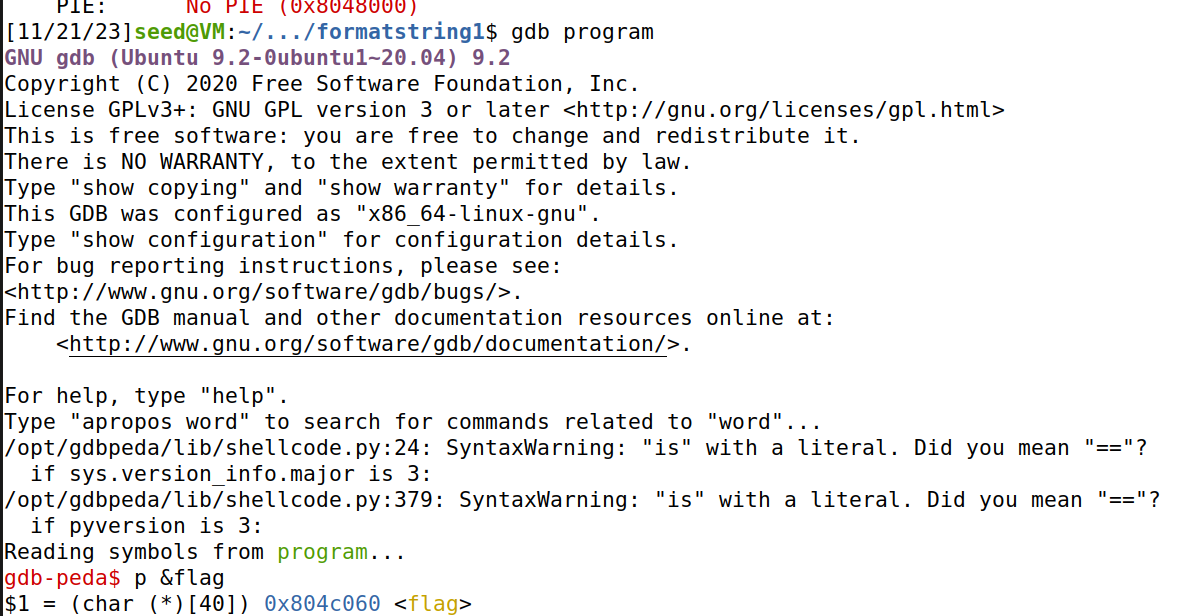 PIE:      No PIE (0x8048000)
[11/21/23]seed@VM:~/.../formatstring1$ gdb program
GNU gdb (Ubuntu 9.2-0ubuntu1~20.04) 9.2
Copyright (C) 2020 Free Software Foundation, Inc.
License GPLv3+: GNU GPL version 3 or later <http://gnu.org/licenses/gpl.html>
This is free software: you are free to change and redistribute it.
There is NO WARRANTY, to the extent permitted by law.
Type "show copying" and "show warranty" for details.
This GDB was configured as "x86_64-linux-gnu".
Type "show configuration" for configuration details.
For bug reporting instructions, please see:
<http://www.gnu.org/software/gdb/bugs/>.
Find the GDB manual and other documentation resources online at:
    <http://www.gnu.org/software/gdb/documentation/>.

For help, type "help".
Type "apropos word" to search for commands related to "word"...
/opt/gdbpeda/lib/shellcode.py:24: SyntaxWarning: "is" with a literal. Did you mean "=="?
  if sys.version_info.major is 3:
/opt/gdbpeda/lib/shellcode.py:379: SyntaxWarning: "is" with a literal. Did you mean "=="?
  if pyversion is 3:
Reading symbols from program...
gdb-peda$ p &flag
$1 = (char (*)[40]) 0x804c060 <flag>